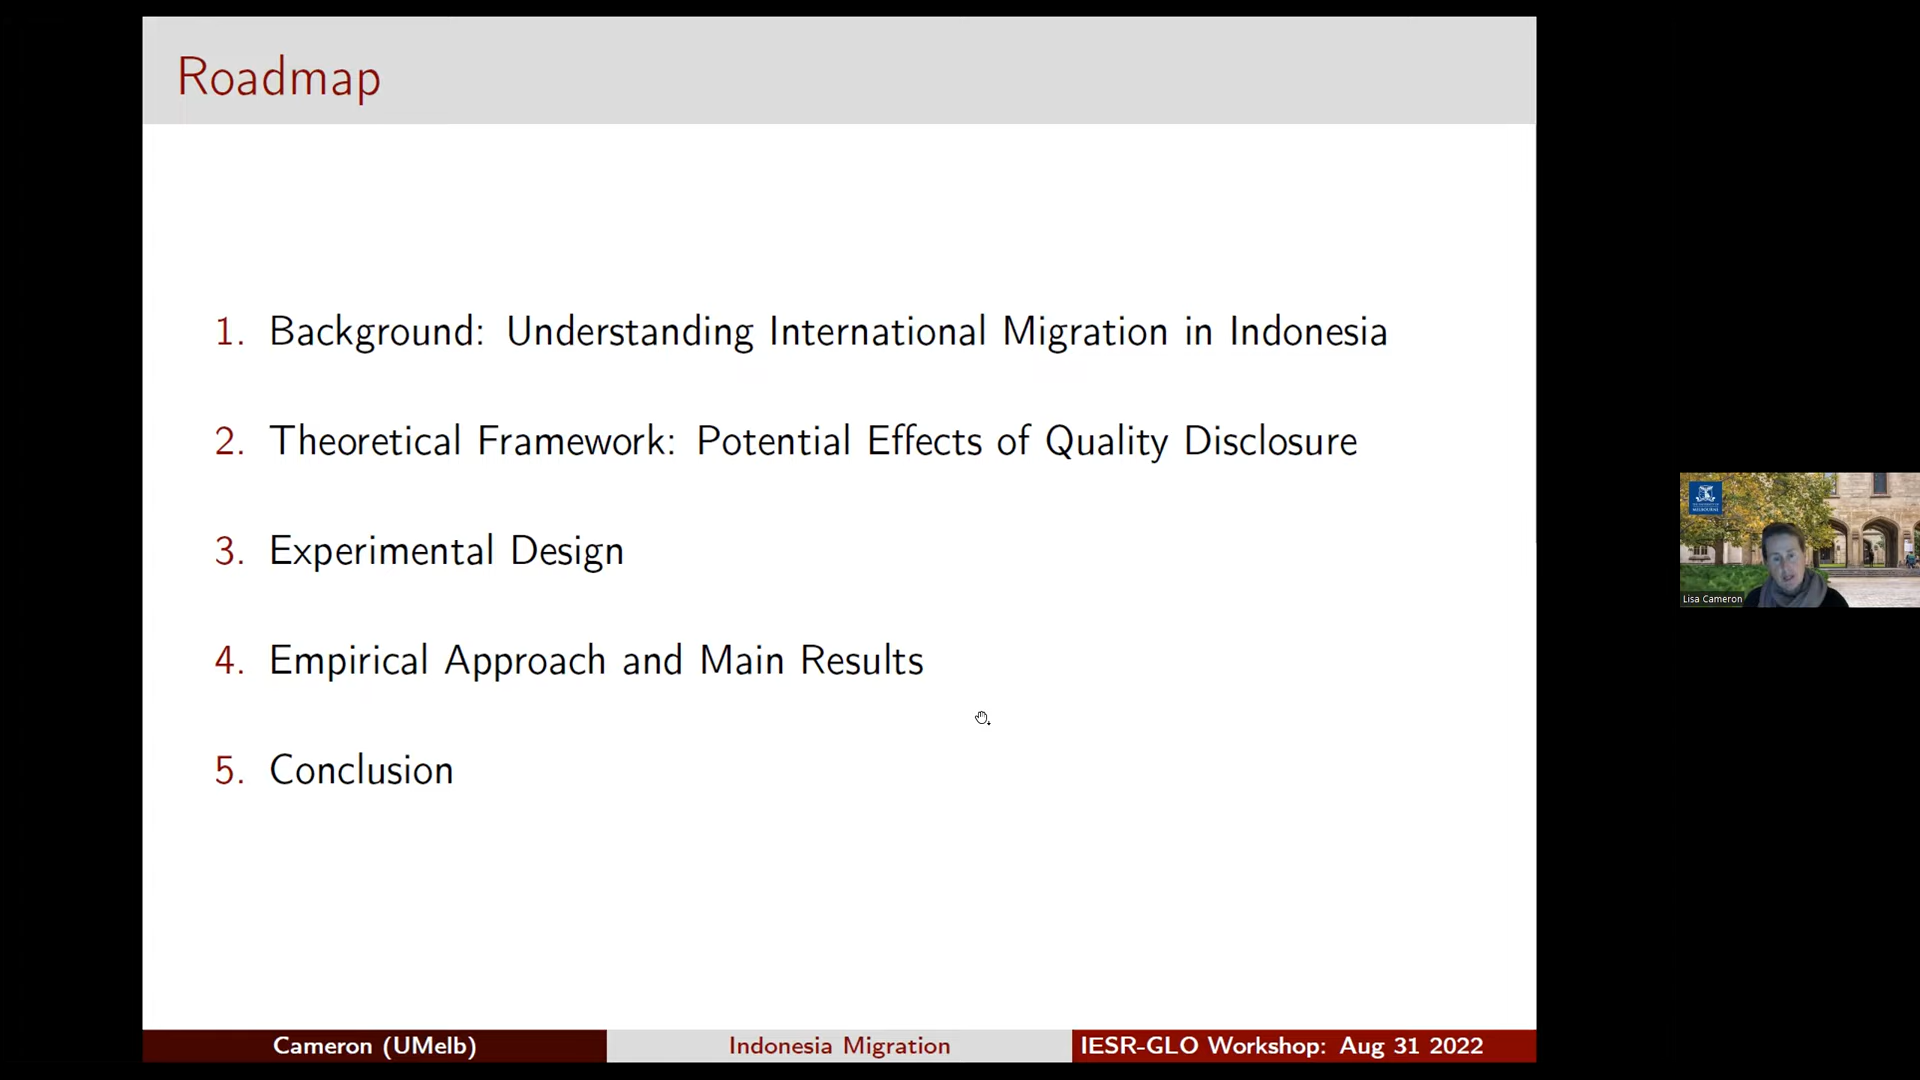 Roadmap
1. Background: Understanding International Migration in Indonesia
2. Theoretical Framework: Potential Effects of Quality Disclosure
3. Experimental Design
4. Empirical Approach and Main Results
5. Conclusion
MELBOURNE
Lisa Cameron
Cameron (UMelb)
Indonesia Migration
IESR-GLO Workshop: Aug 31 2022